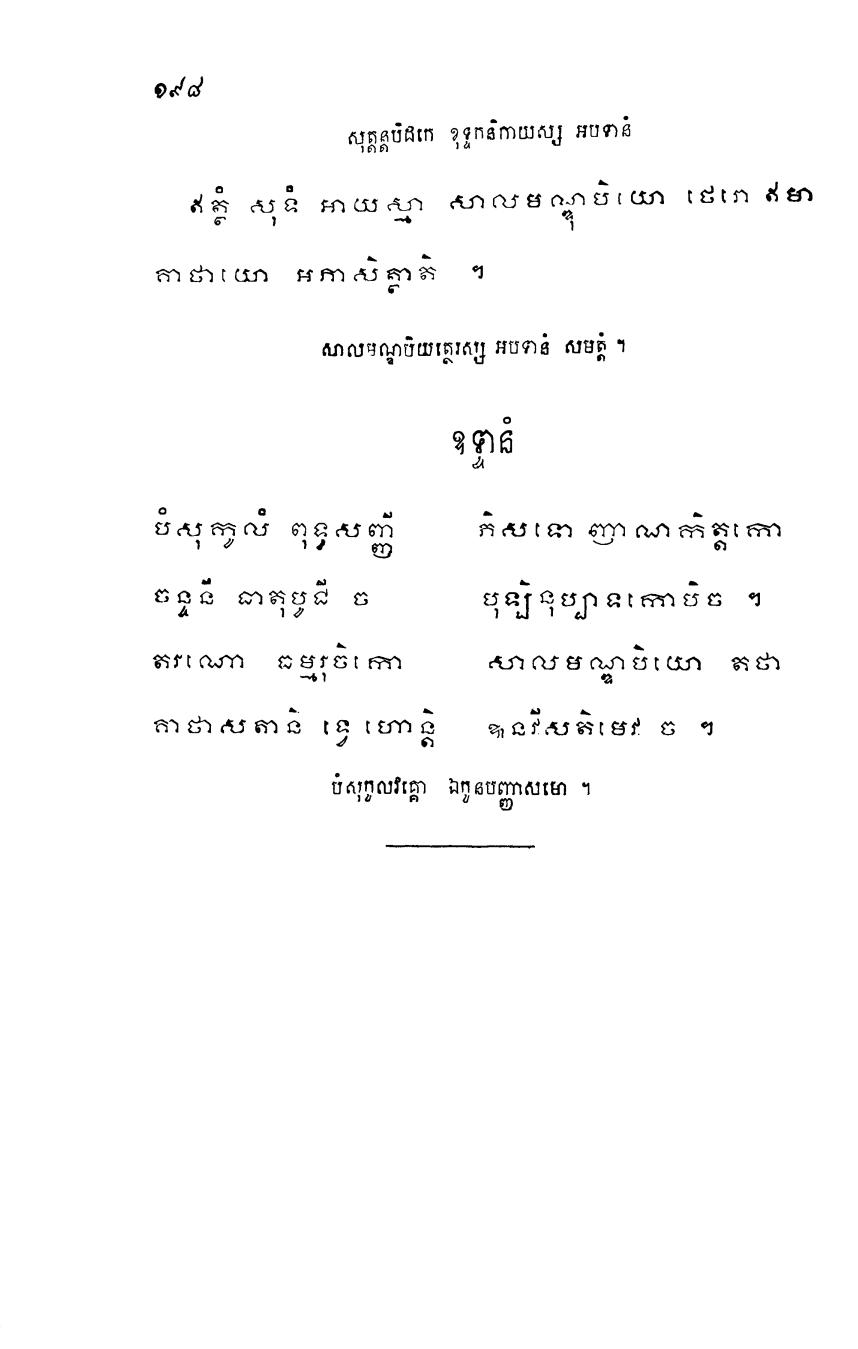 ១៩៨
សុត្តន្តបិដកេ ខុទ្ទកនិកាយស្ស អបទានំ
ឥត្ថំ សុទំ អាយស្មា សាលមណ្ឌុបិយោ ថេរោ ឥមា
គាថាយោ អភាសិត្ថាតិ ។
សាលមណ្ឌបិយត្ថេរស្ស អបទានំ សមត្តំ ។
ឧទ្ទានំ
បំសុកូលំ ពុទ្ធសញ្ញី ភិសទោ ញាណកិត្តកោ
ចន្ទនី ធាតុបូជី ច បុឡិនុប្បាទកោបិច ។
តរណោ ធម្មរុចិកោ សាលមណ្ឌបិយោ តថា
គាថាសតានិ ទ្វេ ហោន្តិ ឩនវីសតិមេវ ច ។
បំសុកូលវគ្គោ ឯកូនបញ្ញាសមោ ។